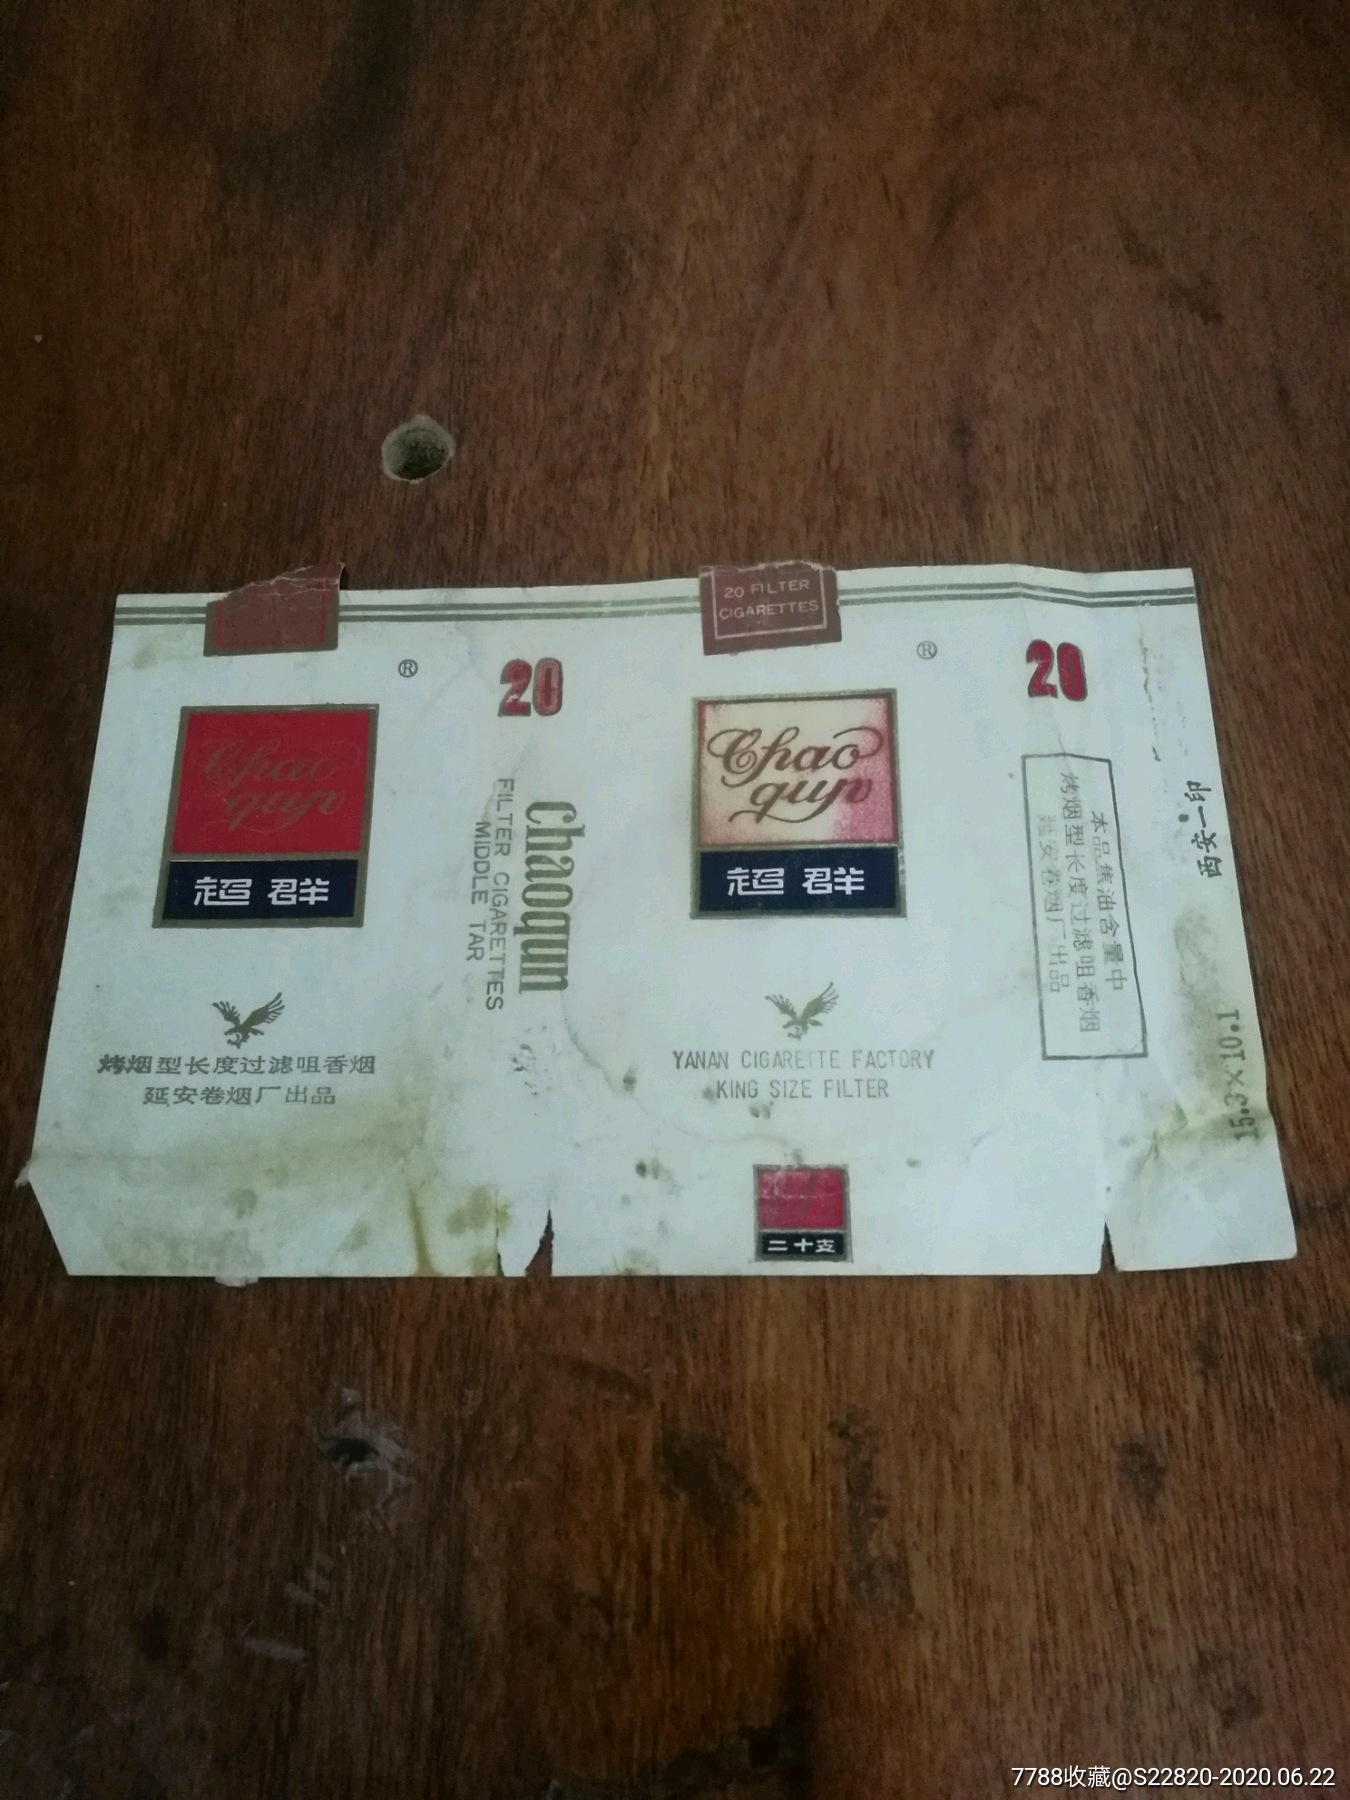 20 FILTER
CIGARETTES
®
20
®
20
Chao
qun
超群
Chaoqun
FILTER CIGARETTES
MIDDLE TAR
Chao
qun
超群
本品焦油含量中
烤烟型长度过滤咀香烟
延安卷烟厂出品
西安一印
15.3×10.1
烤烟型长度过滤咀香烟
延安卷烟厂出品
YANAN CIGARETTE FACTORY
KING SIZE FILTER
二十支
7788收藏@S22820-2020.06.22